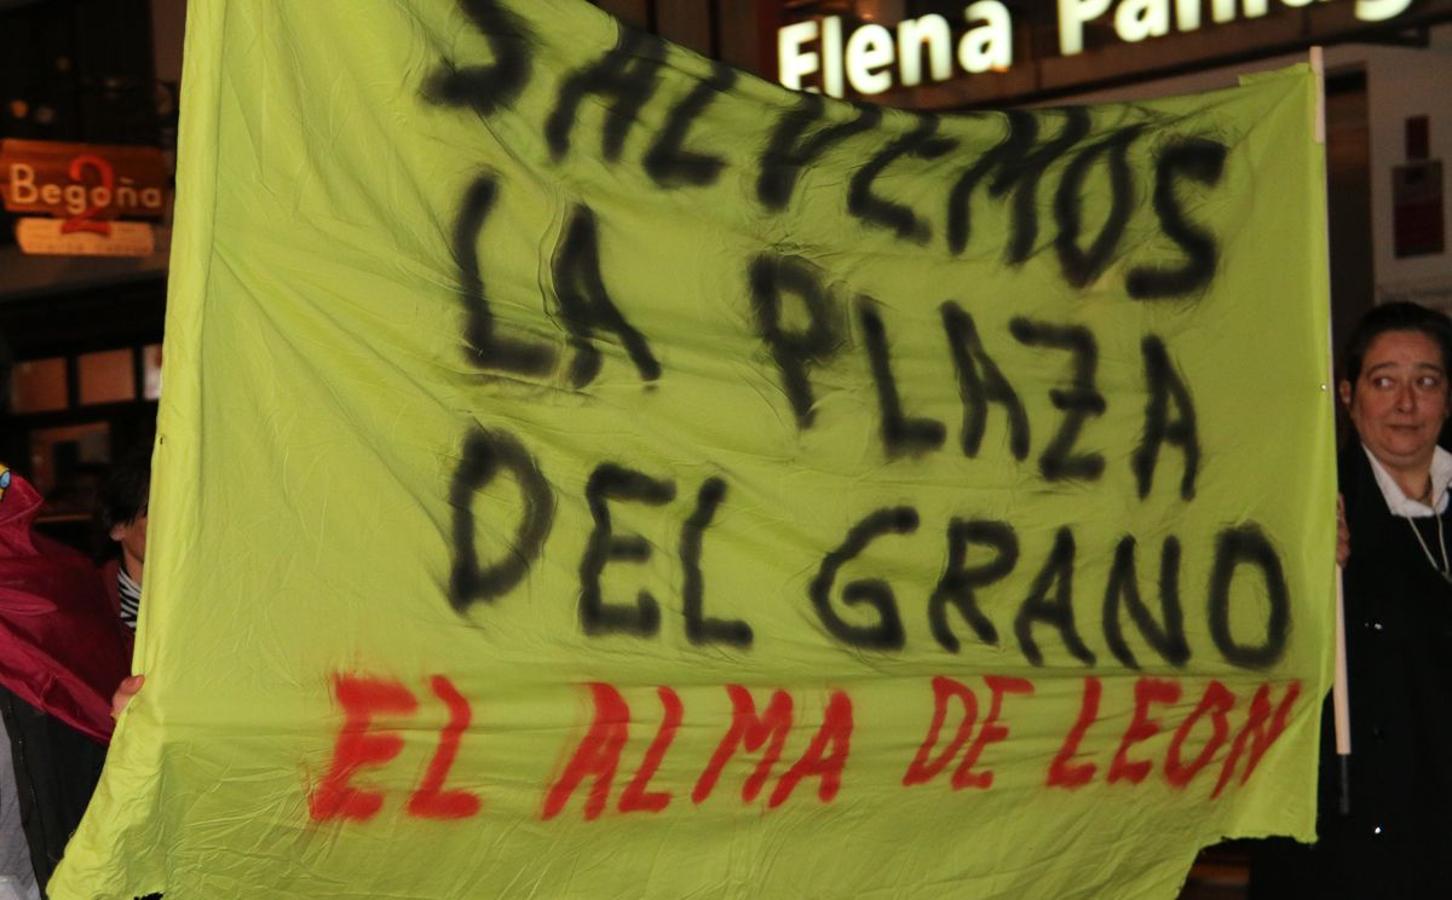 Elena
Begoña
2
SALVEMOS
LA PLAZA
DEL GRANO
EL ALMA DE LEON